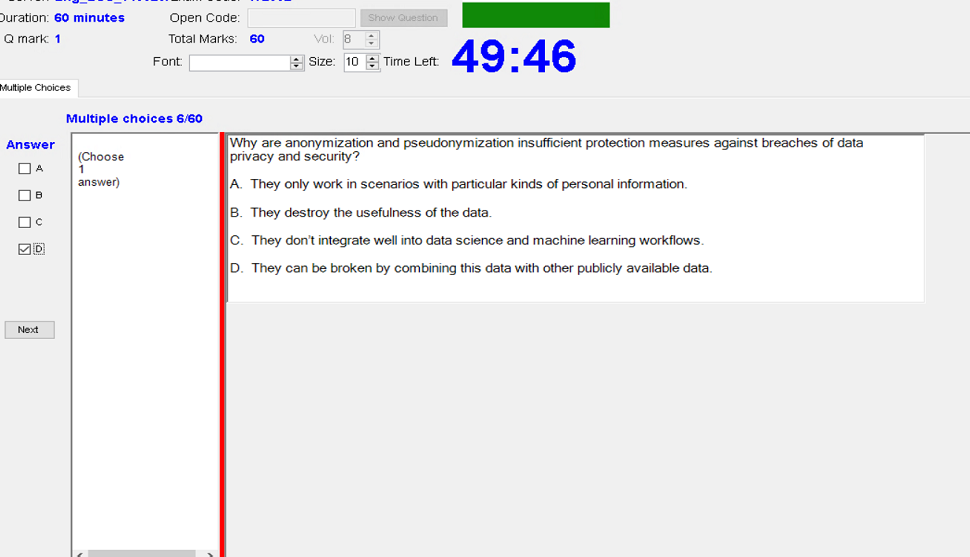 Duration: 60 minutes Open Code: Show Question
Q mark: 1 Total Marks: 60 Vol: 8
Font: Size: 10 Time Left: 49:46
Multiple Choices
Multiple choices 6/60
Answer
A
B
C
D
Next
(Choose
1
answer)
Why are anonymization and pseudonymization insufficient protection measures against breaches of data
privacy and security?
A. They only work in scenarios with particular kinds of personal information.
B. They destroy the usefulness of the data.
C. They don't integrate well into data science and machine learning workflows.
D. They can be broken by combining this data with other publicly available data.